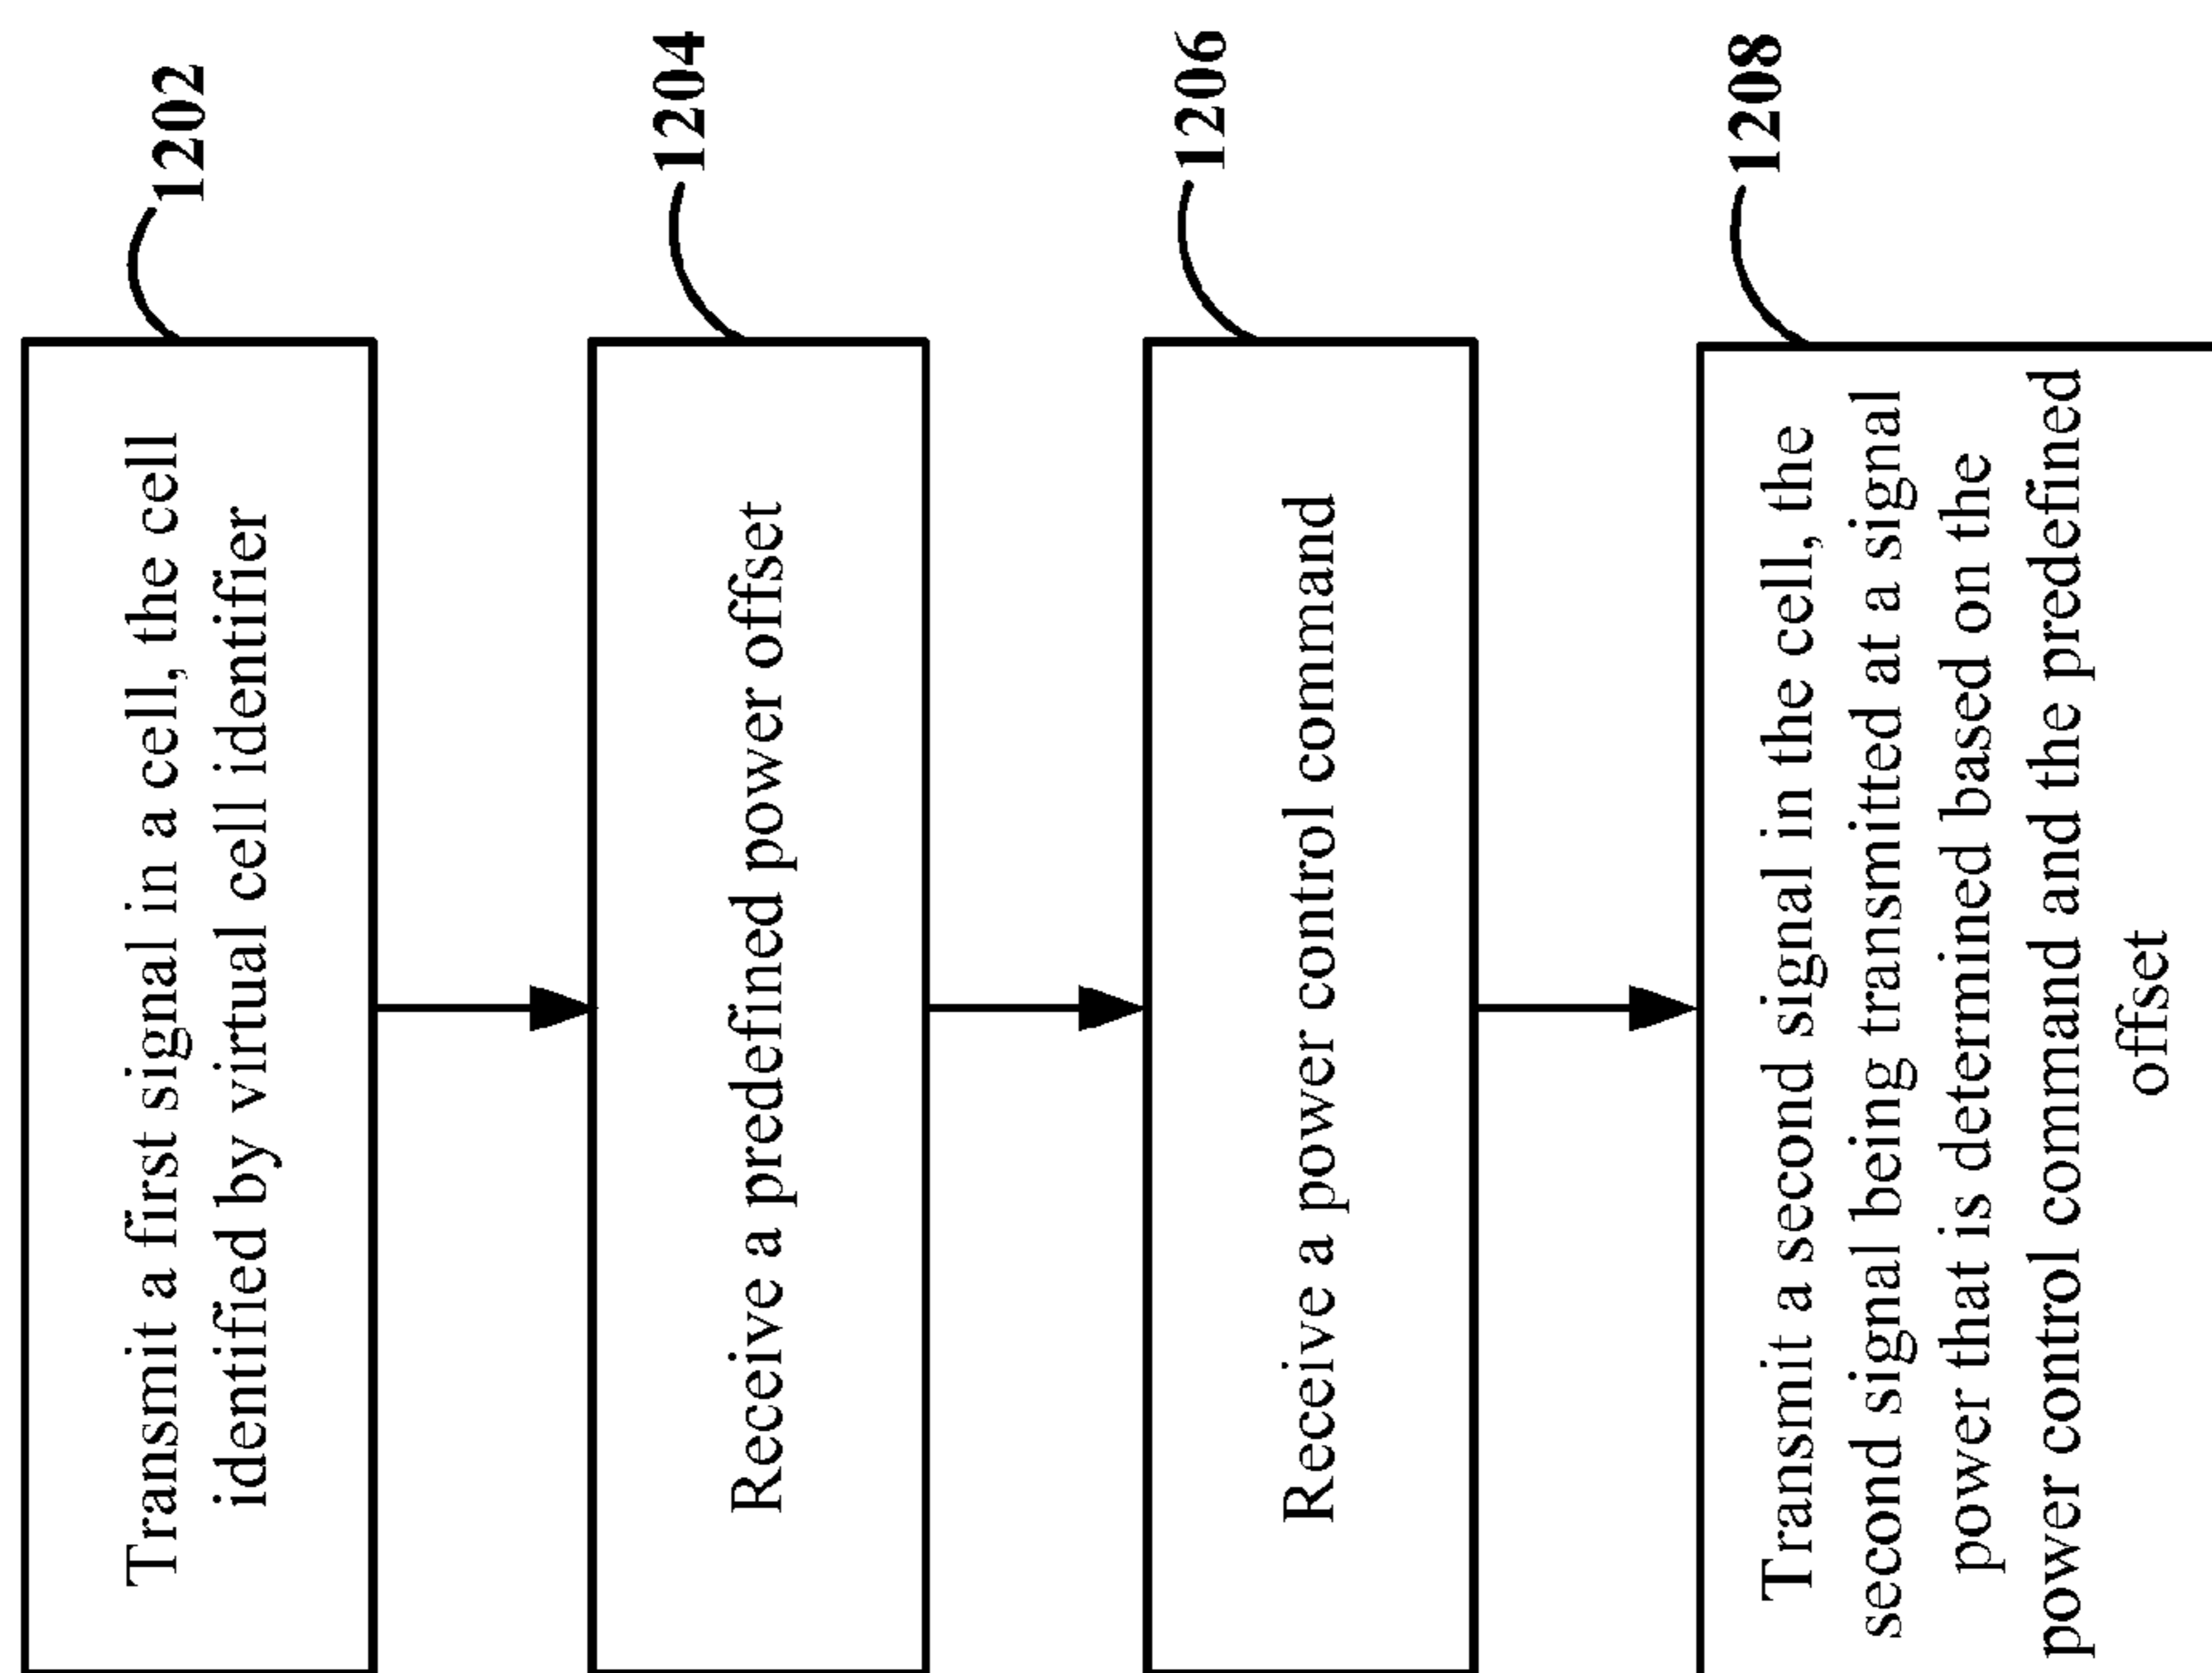 1202
Transmit a first signal in a cell, the cell
identified by virtual cell identifier
1204
Receive a predefined power offset
1206
Receive a power control command
1208
Transmit a second signal in the cell, the
second signal being transmitted at a signal
power that is determined based on the
power control command and the predefined
offset